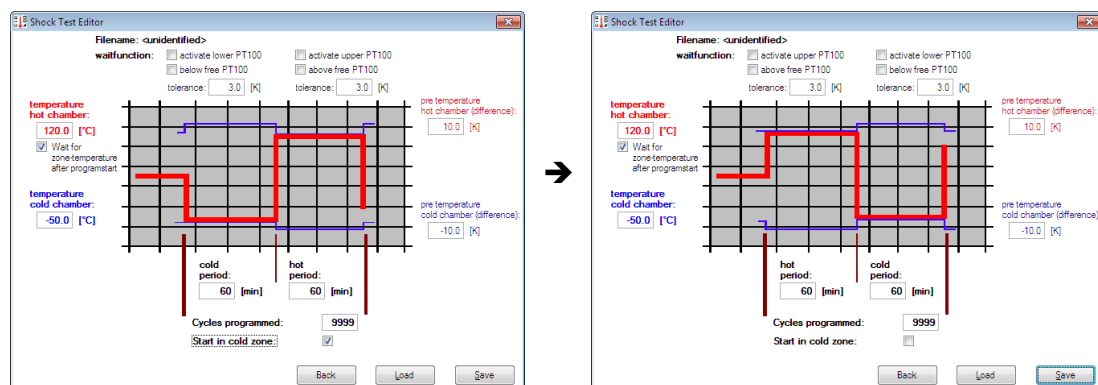 Shock Test Editor
Filename: <unidentified>
waitfunction: activate lower PT100 activate upper PT100
below free PT100 above free PT100
tolerance: 3.0 [K] tolerance: 3.0 [K]
temperature
hot chamber:
120.0 [°C]
Wait for
zone-temperature
after programstart
pre temperature
hot chamber (difference):
10.0 [K]
temperature
cold chamber:
-50.0 [°C]
pre temperature
cold chamber (difference):
-10.0 [K]
cold
period:
60 [min]
hot
period:
60 [min]
Cycles programmed: 9999
Start in cold zone:
Back Load Save
➔
Shock Test Editor
Filename: <unidentified>
waitfunction: activate upper PT100 activate lower PT100
above free PT100 below free PT100
tolerance: 3.0 [K] tolerance: 3.0 [K]
temperature
hot chamber:
120.0 [°C]
Wait for
zone-temperature
after programstart
pre temperature
hot chamber (difference):
10.0 [K]
temperature
cold chamber:
-50.0 [°C]
pre temperature
cold chamber (difference)
-10.0 [K]
hot
period:
60 [min]
cold
period:
60 [min]
Cycles programmed: 9999
Start in cold zone:
Back Load Save